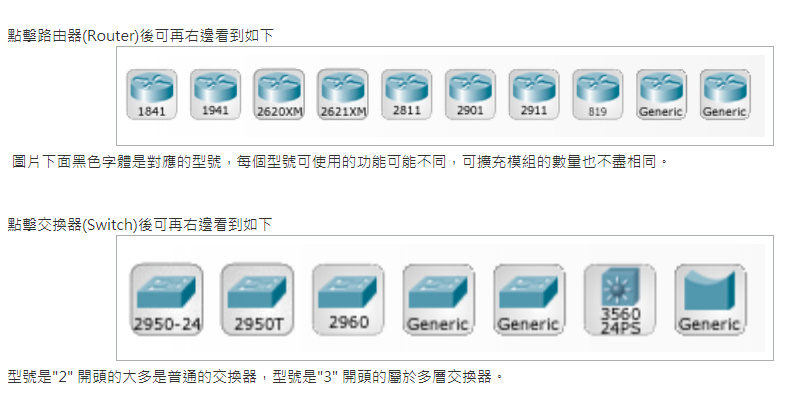 點擊路由器(Router)後可再右邊看到如下
1841 1941 2620XM 2621XM 2811 2901 2911 819 Generic Generic
圖片下面黑色字體是對應的型號，每個型號可使用的功能可能不同，可擴充模組的數量也不盡相同。
點擊交換器(Switch)後可再右邊看到如下
2950-24 2950T 2960 Generic Generic 3560 24PS Generic
型號是"2" 開頭的大多是普通的交換器，型號是"3" 開頭的屬於多層交換器。